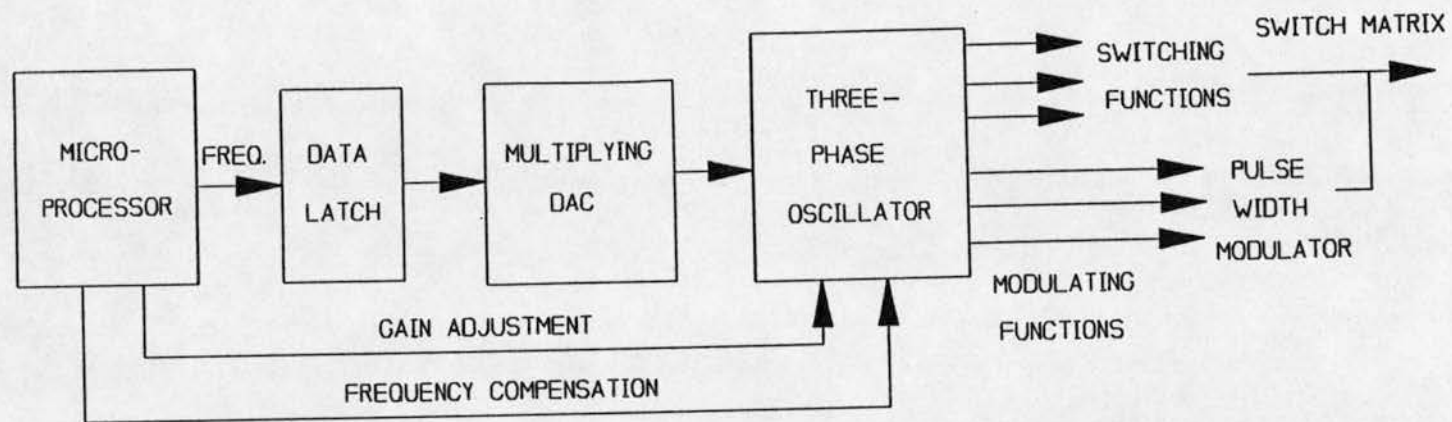 MICRO-
PROCESSOR
FREQ.
DATA
LATCH
MULTIPLYING
DAC
THREE-
PHASE
OSCILLATOR
SWITCHING
FUNCTIONS
SWITCH MATRIX
PULSE
WIDTH
MODULATOR
MODULATING
FUNCTIONS
GAIN ADJUSTMENT
FREQUENCY COMPENSATION